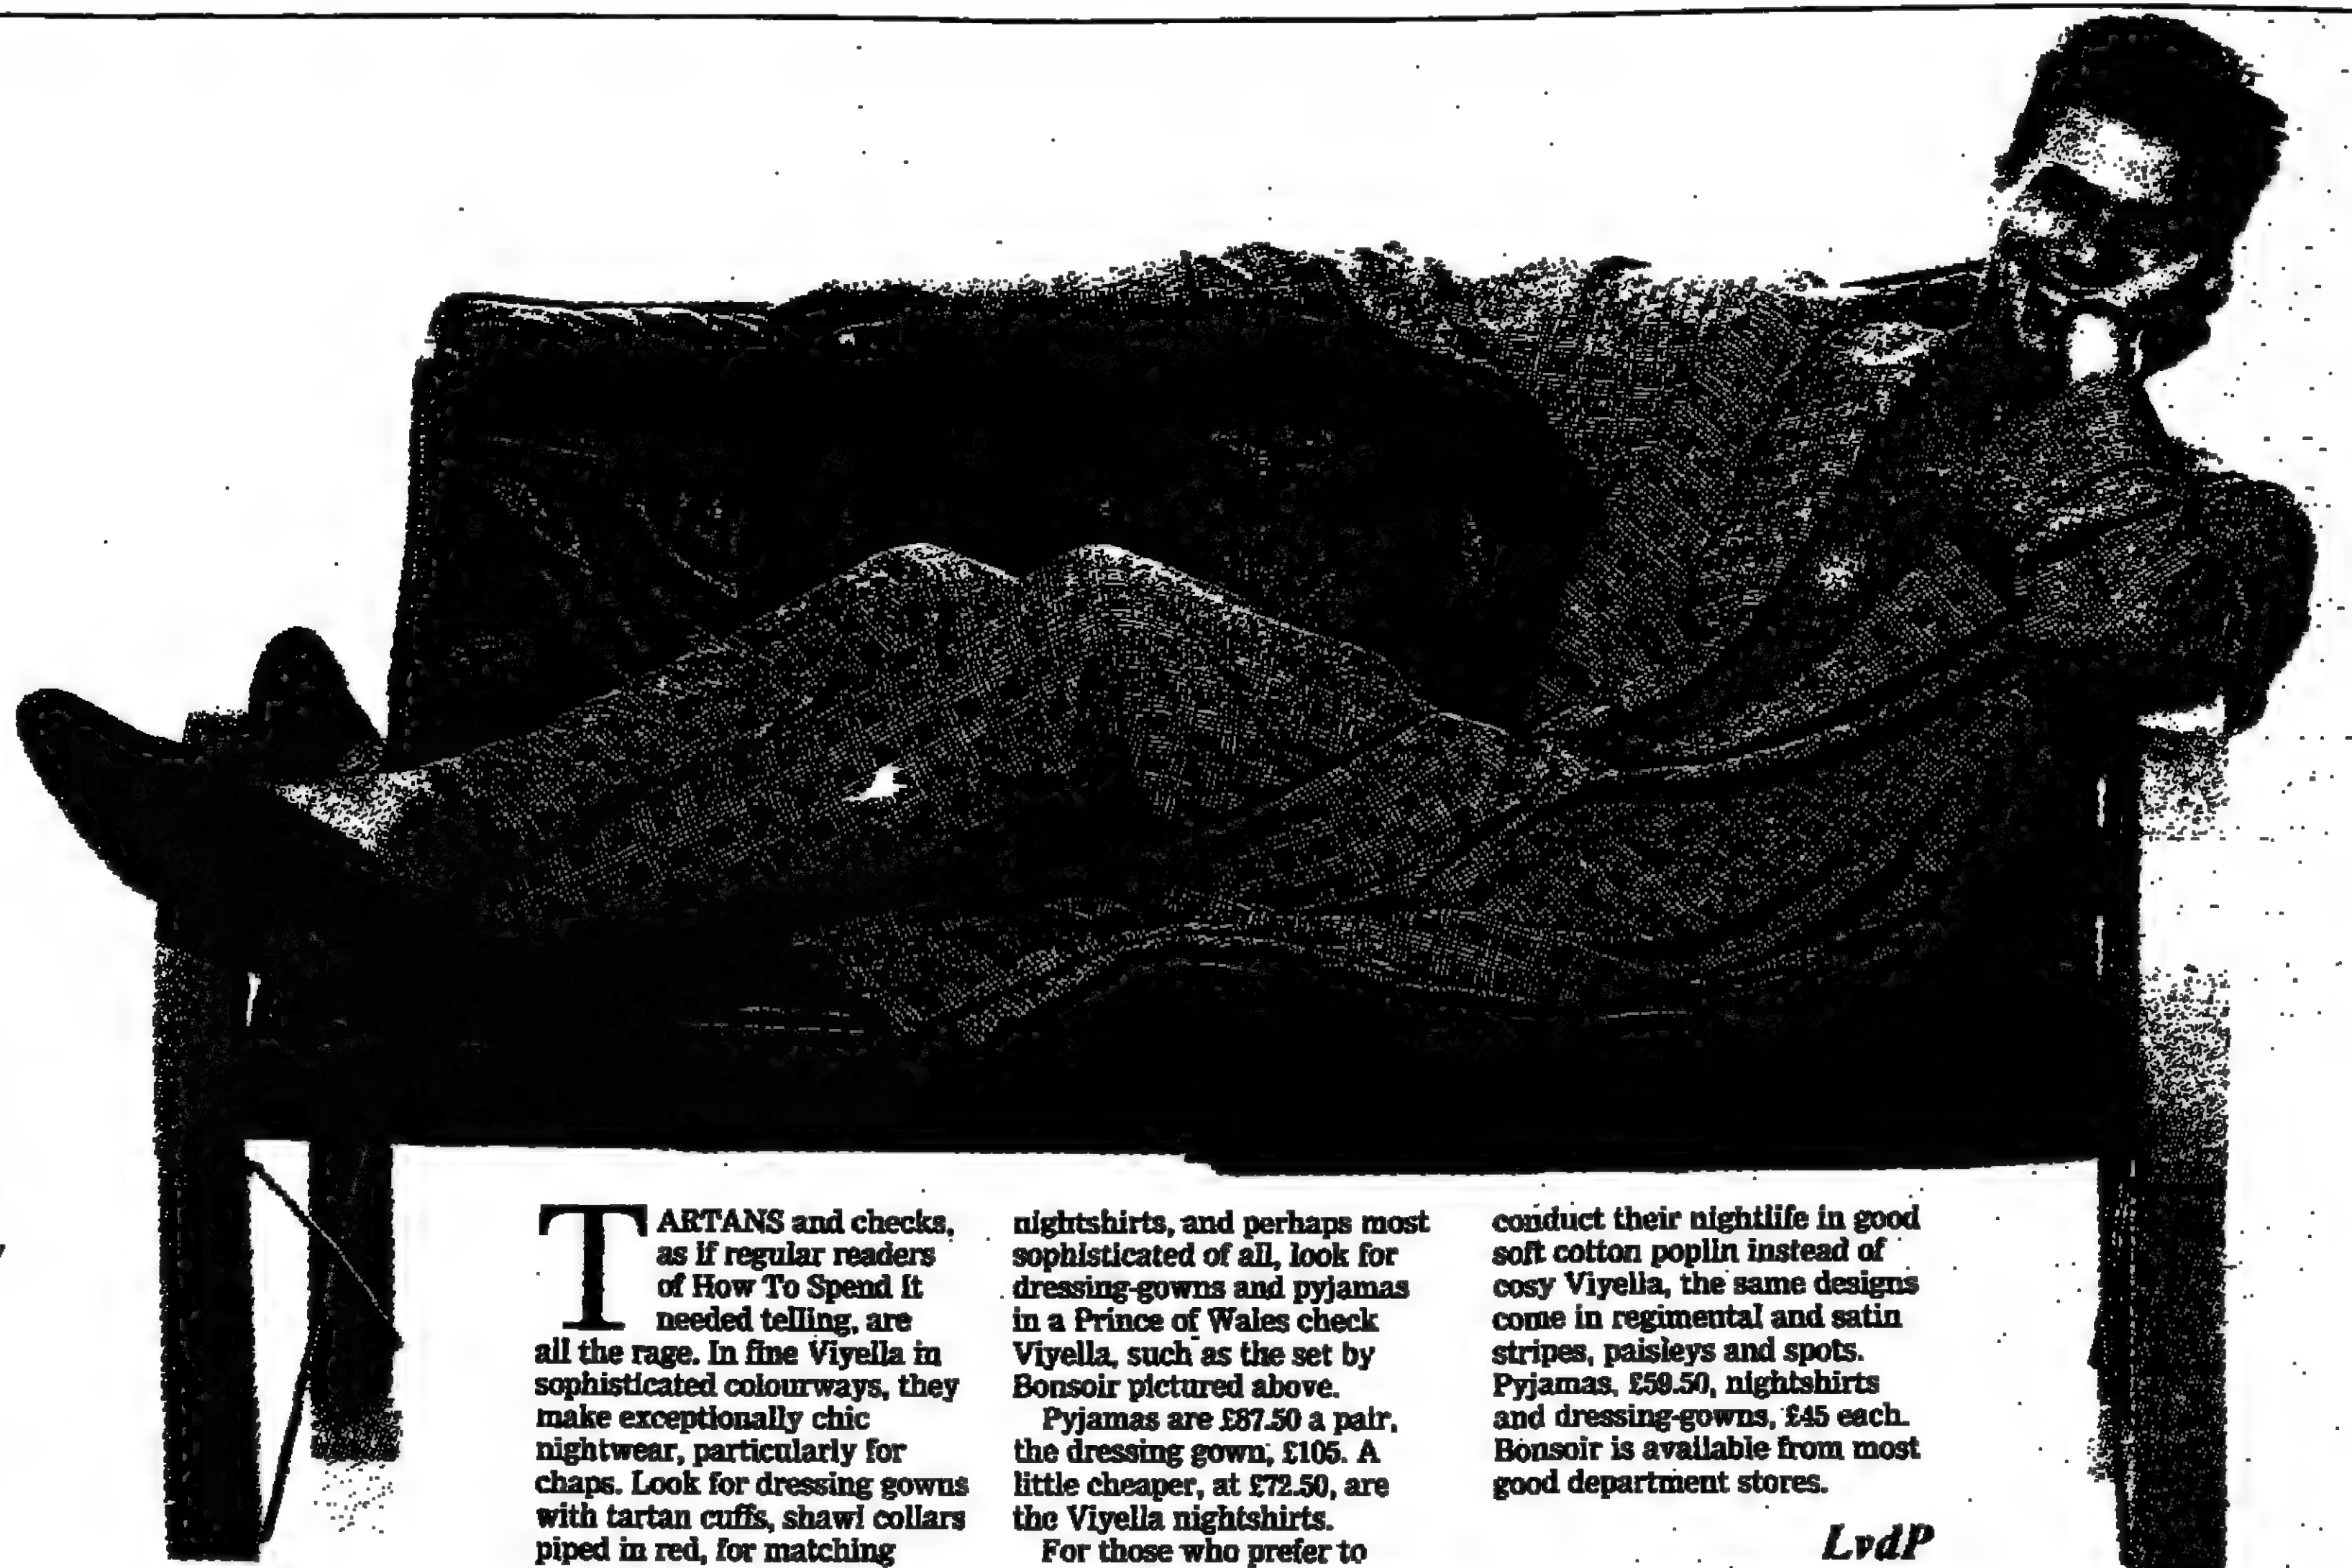 TARTANS and checks,
as if regular readers
of How To Spend It
needed telling, are
all the rage. In fine Viyella in
sophisticated colourways, they
make exceptionally chic
nightwear, particularly for
chaps. Look for dressing gowns
with tartan cuffs, shawl collars
piped in red, for matching
nightshirts, and perhaps most
sophisticated of all, look for
dressing-gowns and pyjamas
in a Prince of Wales check
Viyella, such as the set by
Bonsoir pictured above.
Pyjamas are £87.50 a pair,
the dressing gown, £105. A
little cheaper, at £72.50, are
the Viyella nightshirts.
For those who prefer to
conduct their nightlife in good
soft cotton poplin instead of
cosy Viyella, the same designs
come in regimental and satin
stripes, paisleys and spots.
Pyjamas, £59.50, nightshirts
and dressing-gowns, £45 each.
Bonsoir is available from most
good department stores.
LvdP